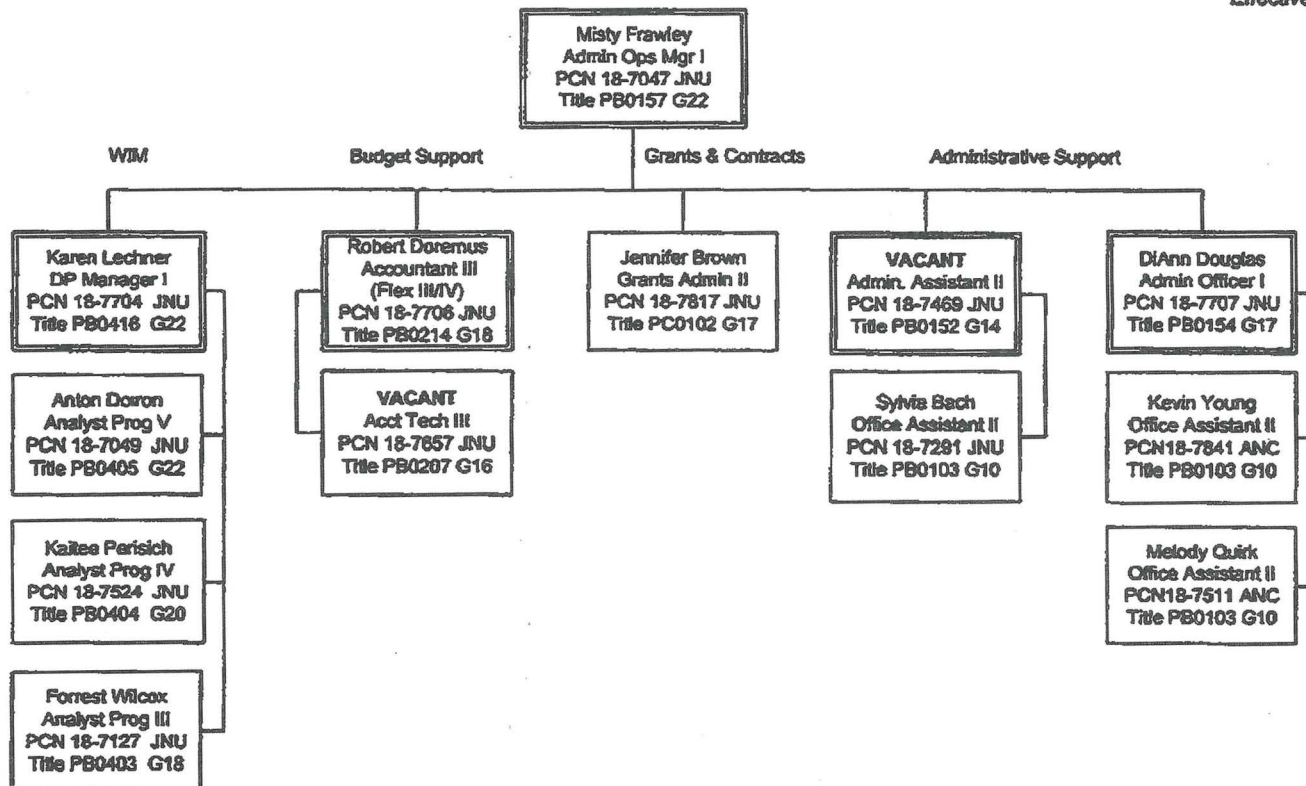 Misty Frawley
Admin Ops Mgr I
PCN 18-7047 JNU
Title PB0157 G22
WIM
Budget Support
Grants & Contracts
Administrative Support
Karen Lechner
DP Manager I
PCN 18-7704 JNU
Title PB0416 G22
Robert Doremus
Accountant III
(Flex III/IV)
PCN 18-7706 JNU
Title PB0214 G18
Jennifer Brown
Grants Admin II
PCN 18-7817 JNU
Title PC0102 G17
VACANT
Admin. Assistant II
PCN 18-7469 JNU
Title PB0152 G14
DiAnn Douglas
Admin Officer I
PCN 18-7707 JNU
Title PB0154 G17
Anton Doiron
Analyst Prog V
PCN 18-7049 JNU
Title PB0405 G22
VACANT
Acct Tech III
PCN 18-7657 JNU
Title PB0207 G16
Sylvia Bach
Office Assistant II
PCN 18-7291 JNU
Title PB0103 G10
Kevin Young
Office Assistant II
PCN18-7841 ANC
Title PB0103 G10
Kaitee Perisich
Analyst Prog IV
PCN 18-7524 JNU
Title PB0404 G20
Melody Quirk
Office Assistant II
PCN18-7511 ANC
Title PB0103 G10
Forrest Wilcox
Analyst Prog III
PCN 18-7127 JNU
Title PB0403 G18